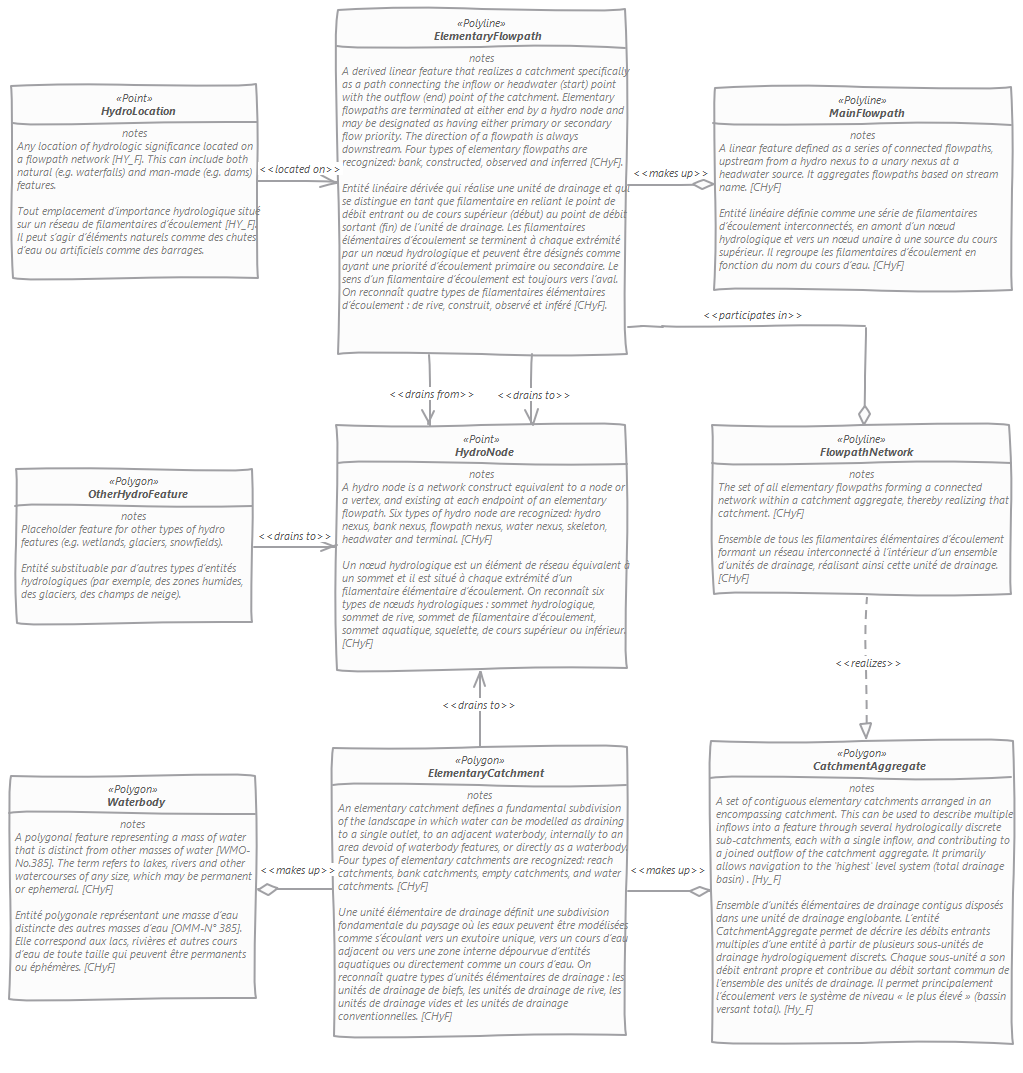 «Polyline»
ElementaryFlowpath
notes
A derived linear feature that realizes a catchment specifically
as a path connecting the inflow or headwater (start) point
with the outflow (end) point of the catchment. Elementary
flowpaths are terminated at either end by a hydro node and
may be designated as having either primary or secondary
flow priority. The direction of a flowpath is always
downstream. Four types of elementary flowpaths are
recognized: bank, constructed, observed and inferred [CHyF].
Entité linéaire dérivée qui réalise une unité de drainage et qui
se distingue en tant que filamentaire en reliant le point de
débit entrant ou de cours supérieur (début) au point de débit
sortant (fin) de l'unité de drainage. Les filamentaires
élémentaires d'écoulement se terminent à chaque extrémité
par un nœud hydrologique et peuvent être désignés comme
ayant une priorité d'écoulement primaire ou secondaire. Le
sens d'un filamentaire d'écoulement est toujours vers l'aval.
On reconnaît quatre types de filamentaires élémentaires
d'écoulement : de rive, construit, observé et inféré [CHyF].
«Point»
HydroLocation
notes
Any location of hydrologic significance located on
a flowpath network [HY_F]. This can include both
natural (e.g. waterfalls) and man-made (e.g. dams)
features.
Tout emplacement d'importance hydrologique situé
sur un réseau de filamentaires d'écoulement [HY_F].
Il peut s'agir d'éléments naturels comme des chutes
d'eau ou artificiels comme des barrages.
<<located on>>
<<makes up>>
«Polyline»
MainFlowpath
notes
A linear feature defined as a series of connected flowpaths,
upstream from a hydro nexus to a unary nexus at a
headwater source. It aggregates flowpaths based on stream
name. [CHyF]
Entité linéaire définie comme une série de filamentaires
d'écoulement interconnectés, en amont d'un nœud
hydrologique et vers un nœud unaire à une source du cours
supérieur. Il regroupe les filamentaires d'écoulement en
fonction du nom du cours d'eau. [CHyF]
<<participates in>>
<<drains from>>
<<drains to>>
«Point»
HydroNode
notes
A hydro node is a network construct equivalent to a node or
a vertex, and existing at each endpoint of an elementary
flowpath. Six types of hydro node are recognized: hydro
nexus, bank nexus, flowpath nexus, water nexus, skeleton,
headwater and terminal. [CHyF]
Un nœud hydrologique est un élément de réseau équivalent à
un sommet et il est situé à chaque extrémité d'un
filamentaire élémentaire d'écoulement. On reconnaît six
types de nœuds hydrologiques : sommet hydrologique,
sommet de rive, sommet de filamentaire d'écoulement,
sommet aquatique, squelette, de cours supérieur ou inférieur.
[CHyF]
«Polygon»
OtherHydroFeature
notes
Placeholder feature for other types of hydro
features (e.g. wetlands, glaciers, snowfields).
Entité substituable par d'autres types d'entités
hydrologiques (par exemple, des zones humides,
des glaciers, des champs de neige).
<<drains to>>
«Polyline»
FlowpathNetwork
notes
The set of all elementary flowpaths forming a connected
network within a catchment aggregate, thereby realizing that
catchment. [CHyF]
Ensemble de tous les filamentaires élémentaires d'écoulement
formant un réseau interconnecté à l'intérieur d'un ensemble
d'unités de drainage, réalisant ainsi cette unité de drainage.
[CHyF]
<<realizes>>
<<drains to>>
«Polygon»
Waterbody
notes
A polygonal feature representing a mass of water
that is distinct from other masses of water [WMO-
No.385]. The term refers to lakes, rivers and other
watercourses of any size, which may be permanent
or ephemeral. [CHyF]
Entité polygonale représentant une masse d'eau
distincte des autres masses d'eau [OMM-N° 385].
Elle correspond aux lacs, rivières et autres cours
d'eau de toute taille qui peuvent être permanents
ou éphémères. [CHyF]
<<makes up>>
«Polygon»
ElementaryCatchment
notes
An elementary catchment defines a fundamental subdivision
of the landscape in which water can be modelled as draining
to a single outlet, to an adjacent waterbody, internally to an
area devoid of waterbody features, or directly as a waterbody.
Four types of elementary catchments are recognized: reach
catchments, bank catchments, empty catchments, and water
catchments. [CHyF]
Une unité élémentaire de drainage définit une subdivision
fondamentale du paysage où les eaux peuvent être modélisées
comme s'écoulant vers un exutoire unique, vers un cours d'eau
adjacent ou vers une zone interne dépourvue d'entités
aquatiques ou directement comme un cours d'eau. On
reconnaît quatre types d'unités élémentaires de drainage : les
unités de drainage de biefs, les unités de drainage de rive, les
unités de drainage vides et les unités de drainage
conventionnelles. [CHyF]
<<makes up>>
«Polygon»
CatchmentAggregate
notes
A set of contiguous elementary catchments arranged in an
encompassing catchment. This can be used to describe multiple
inflows into a feature through several hydrologically discrete
sub-catchments, each with a single inflow, and contributing to
a joined outflow of the catchment aggregate. It primarily
allows navigation to the 'highest' level system (total drainage
basin) . [Hy_F]
Ensemble d'unités élémentaires de drainage contigus disposés
dans une unité de drainage englobante. L'entité
CatchmentAggregate permet de décrire les débits entrants
multiples d'une entité à partir de plusieurs sous-unités de
drainage hydrologiquement discrets. Chaque sous-unité a son
débit entrant propre et contribue au débit sortant commun de
l'ensemble des unités de drainage. Il permet principalement
l'écoulement vers le système de niveau « le plus élevé » (bassin
versant total). [Hy_F]